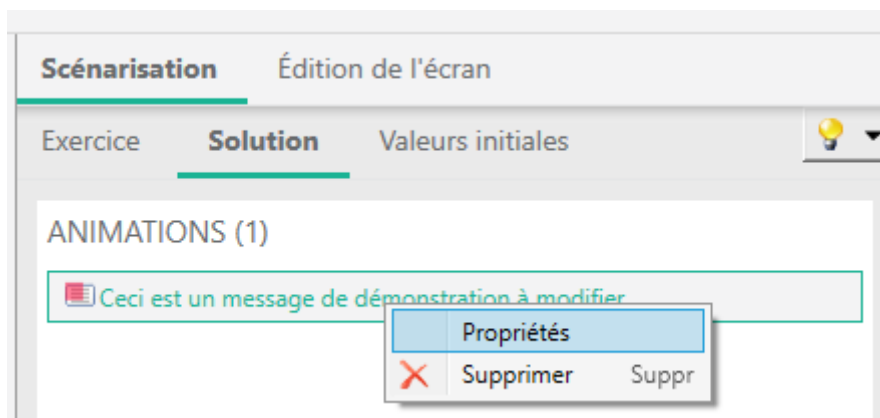 Scénarisation Édition de l'écran
Exercice Solution Valeurs initiales
ANIMATIONS (1)
Ceci est un message de démonstration à modifier
Propriétés
Supprimer Suppr